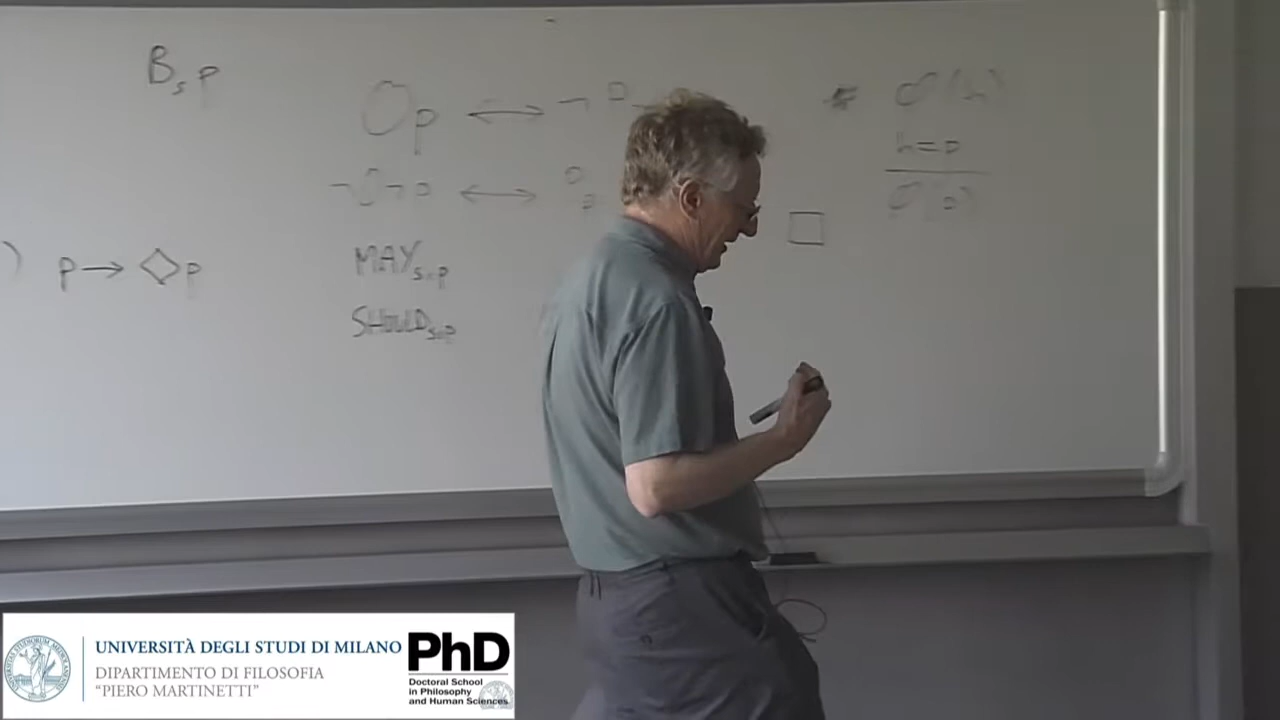 B_s p
O p ↔ ¬
¬O¬p ↔
p → ◇p
MAY_s:p
SHOULD_s:p
σ(h)
h=p
σ(p)
□
UNIVERSITÀ DEGLI STUDI DI MILANO
DIPARTIMENTO DI FILOSOFIA
"PIERO MARTINETTI"
PhD
Doctoral School
in Philosophy
and Human Sciences